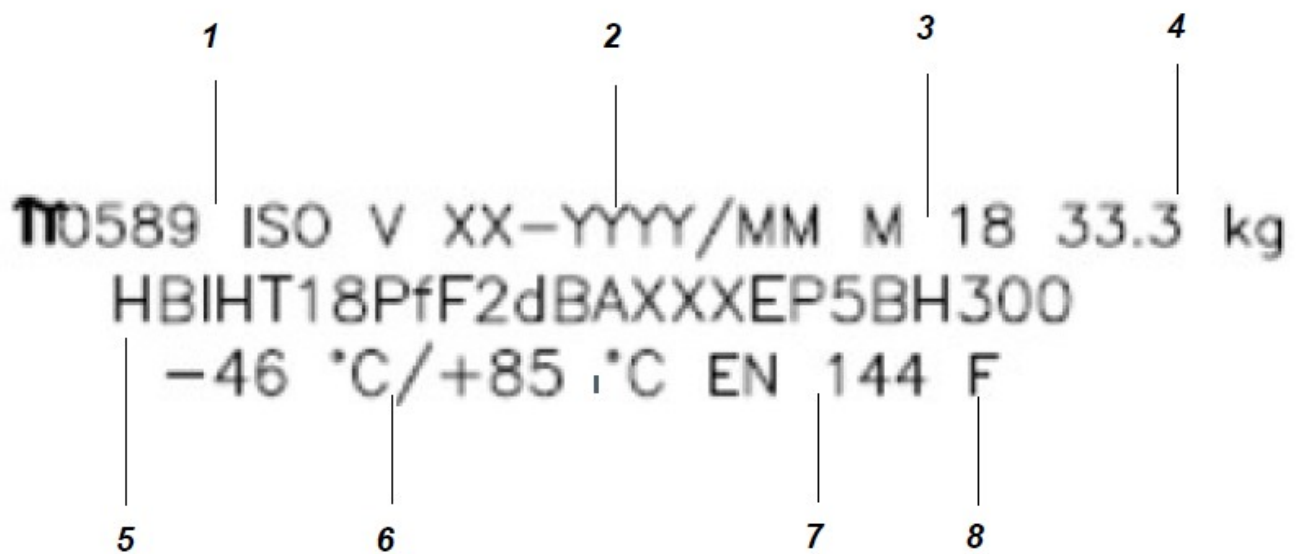 1 2 3 4
π0589 ISO V XX-YYYY/MM M 18 33.3 kg
HBIHT18PfF2dBAXXXEP5BH300
-46 °C/+85 °C EN 144 F
5 6 7 8